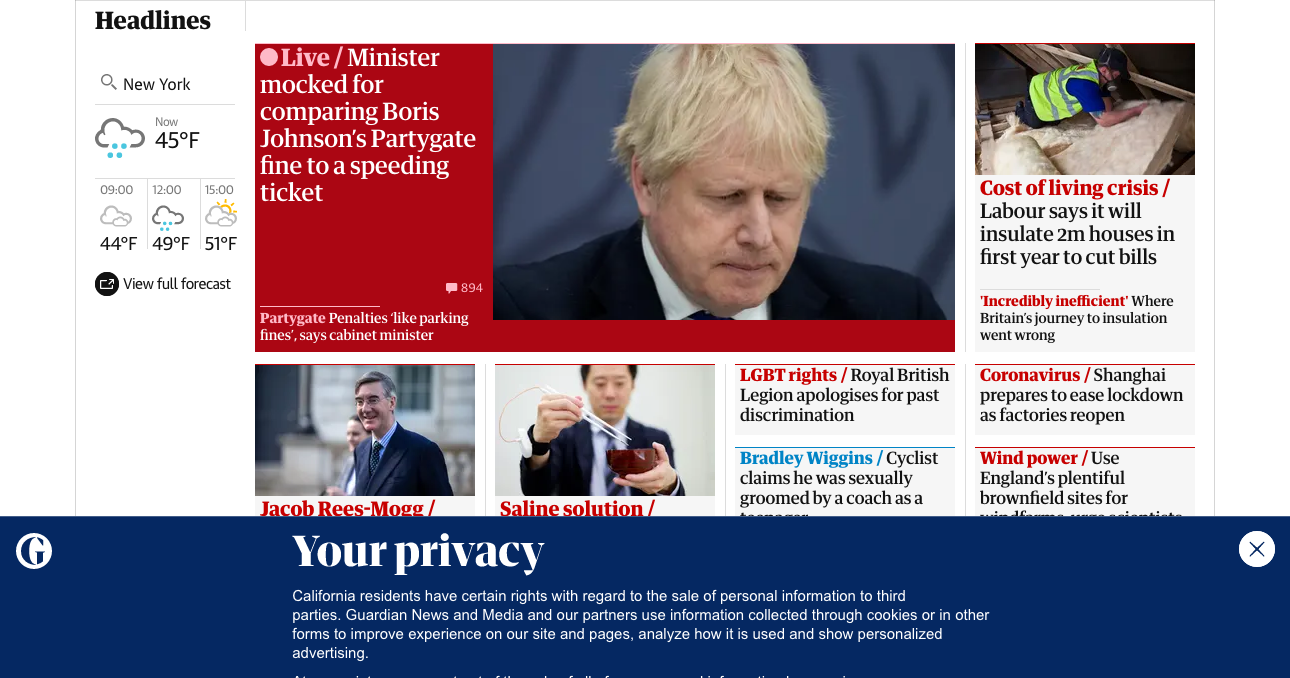 Headlines
New York
Now
45°F
09:00
12:00
15:00
44°F
49°F
51°F
View full forecast
Live / Minister
mocked for
comparing Boris
Johnson’s Partygate
fine to a speeding
ticket
894
Partygate Penalties ‘like parking
fines’, says cabinet minister
Cost of living crisis /
Labour says it will
insulate 2m houses in
first year to cut bills
'Incredibly inefficient' Where
Britain’s journey to insulation
went wrong
Jacob Rees-Mogg /
Saline solution /
LGBT rights / Royal British
Legion apologises for past
discrimination
Bradley Wiggins / Cyclist
claims he was sexually
groomed by a coach as a
teenager
Coronavirus / Shanghai
prepares to ease lockdown
as factories reopen
Wind power / Use
England’s plentiful
brownfield sites for
windfarms, urge scientists
Your privacy
California residents have certain rights with regard to the sale of personal information to third
parties. Guardian News and Media and our partners use information collected through cookies or in other
forms to improve experience on our site and pages, analyze how it is used and show personalized
advertising.